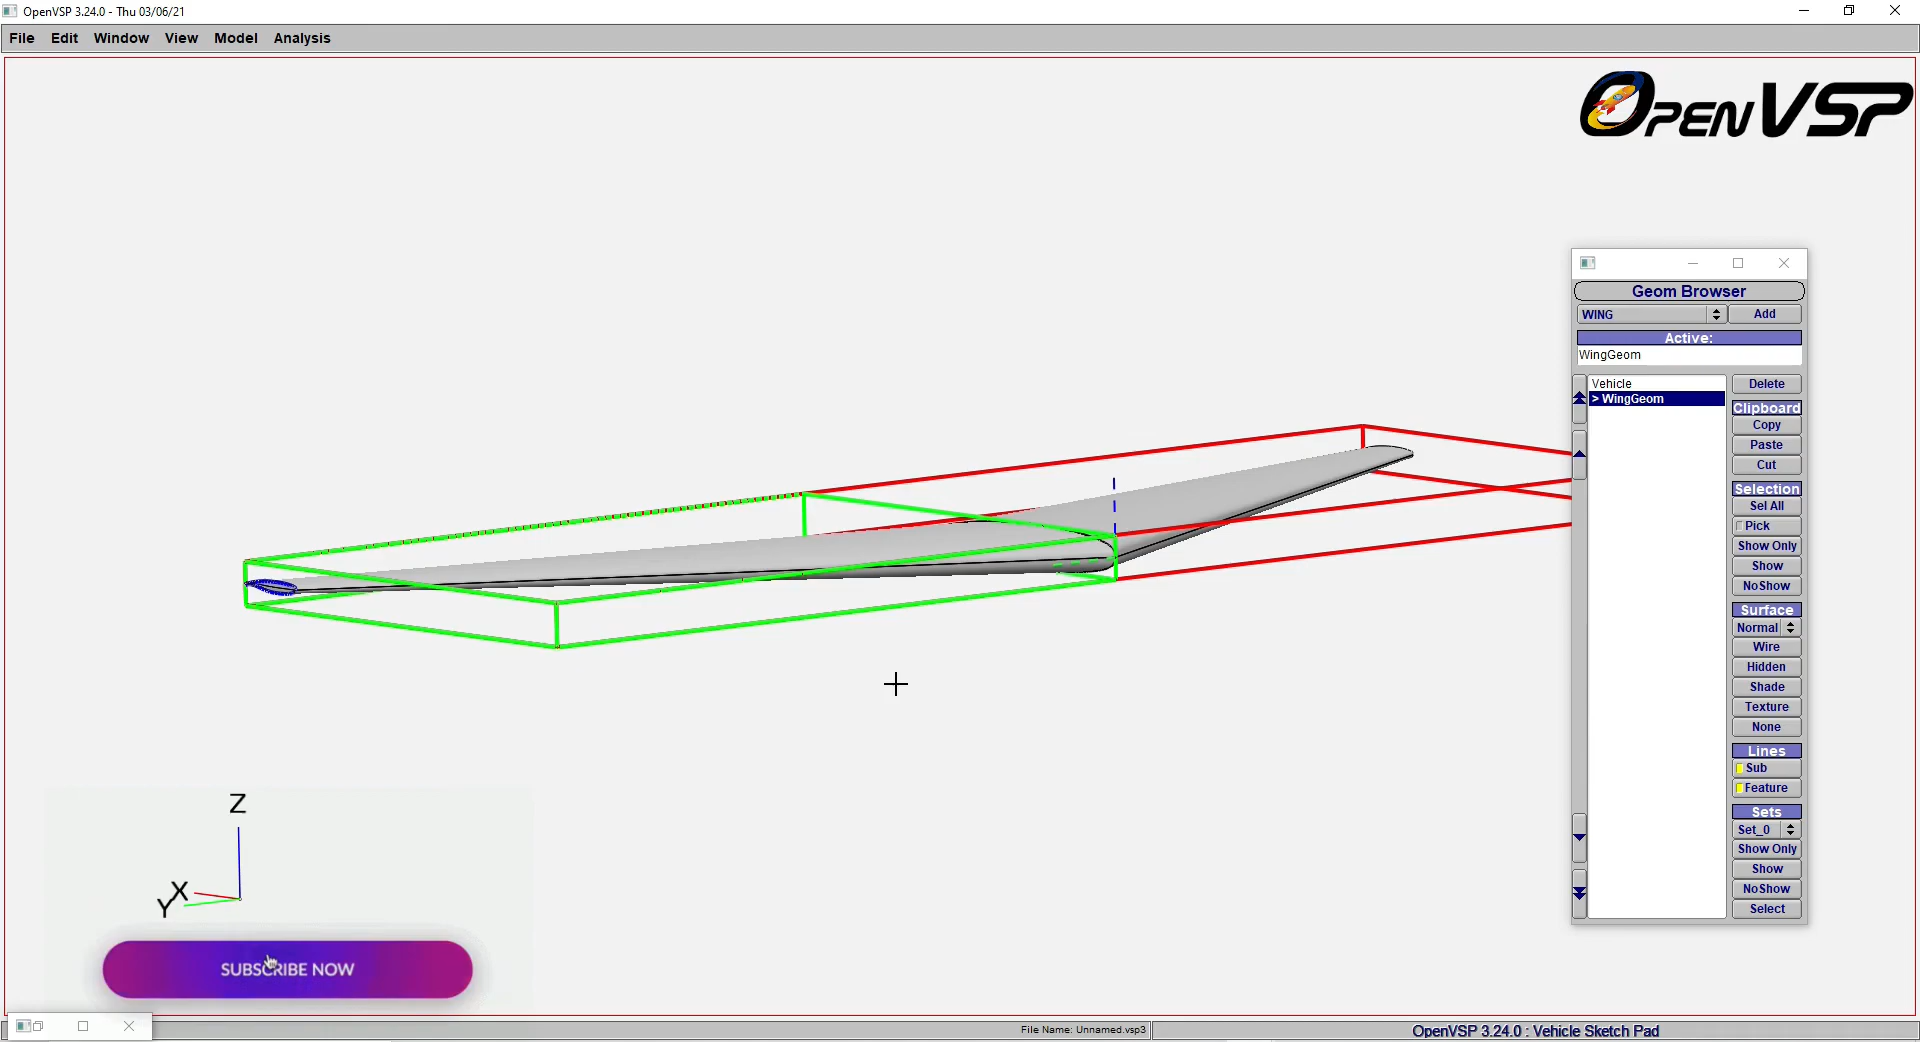 OpenVSP 3.24.0 - Thu 03/06/21
File Edit Window View Model Analysis
OPENVSP
Geom Browser
WING Add
Active:
WingGeom
Vehicle
> WingGeom
Delete
Clipboard
Copy
Paste
Cut
Selection
Sel All
Pick
Show Only
Show
NoShow
Surface
Normal
Wire
Hidden
Shade
Texture
None
Lines
Sub
Feature
Sets
Set_0
Show Only
Show
NoShow
Select
Z
X
Y
SUBSCRIBE NOW
File Name: Unnamed.vsp3
OpenVSP 3.24.0 : Vehicle Sketch Pad